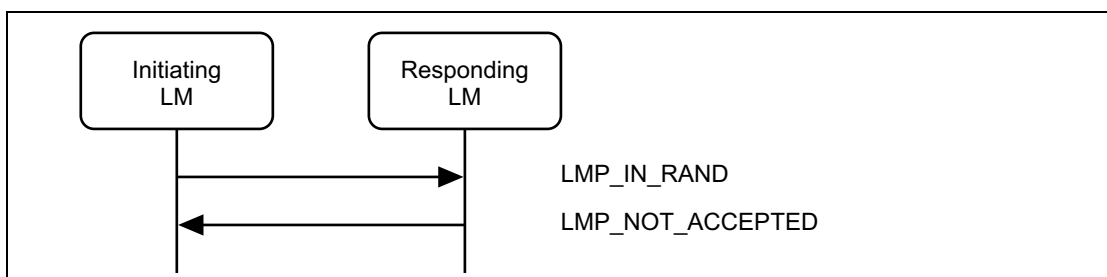 Initiating
LM
Responding
LM
LMP_IN_RAND
LMP_NOT_ACCEPTED